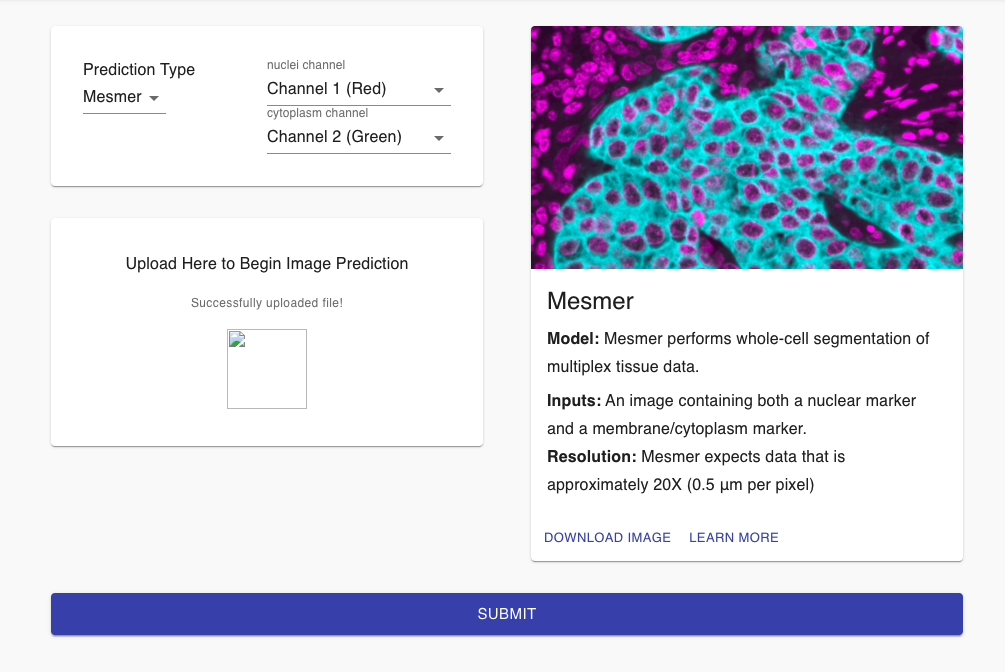 Prediction Type
Mesmer
nuclei channel
Channel 1 (Red)
cytoplasm channel
Channel 2 (Green)
Upload Here to Begin Image Prediction
Successfully uploaded file!
Mesmer
Model: Mesmer performs whole-cell segmentation of
multiplex tissue data.
Inputs: An image containing both a nuclear marker
and a membrane/cytoplasm marker.
Resolution: Mesmer expects data that is
approximately 20X (0.5 μm per pixel)
DOWNLOAD IMAGE
LEARN MORE
SUBMIT